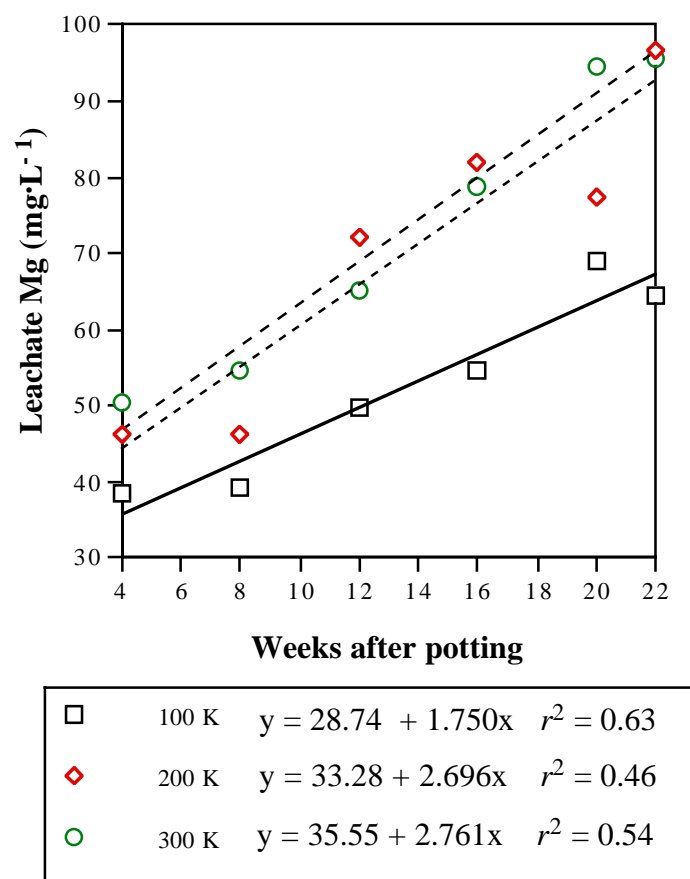 100
90
80
70
60
50
40
30
Leachate Mg (mg·L⁻¹)
4 6 8 10 12 14 16 18 20 22
Weeks after potting
100 K y = 28.74 + 1.750x r² = 0.63
200 K y = 33.28 + 2.696x r² = 0.46
300 K y = 35.55 + 2.761x r² = 0.54